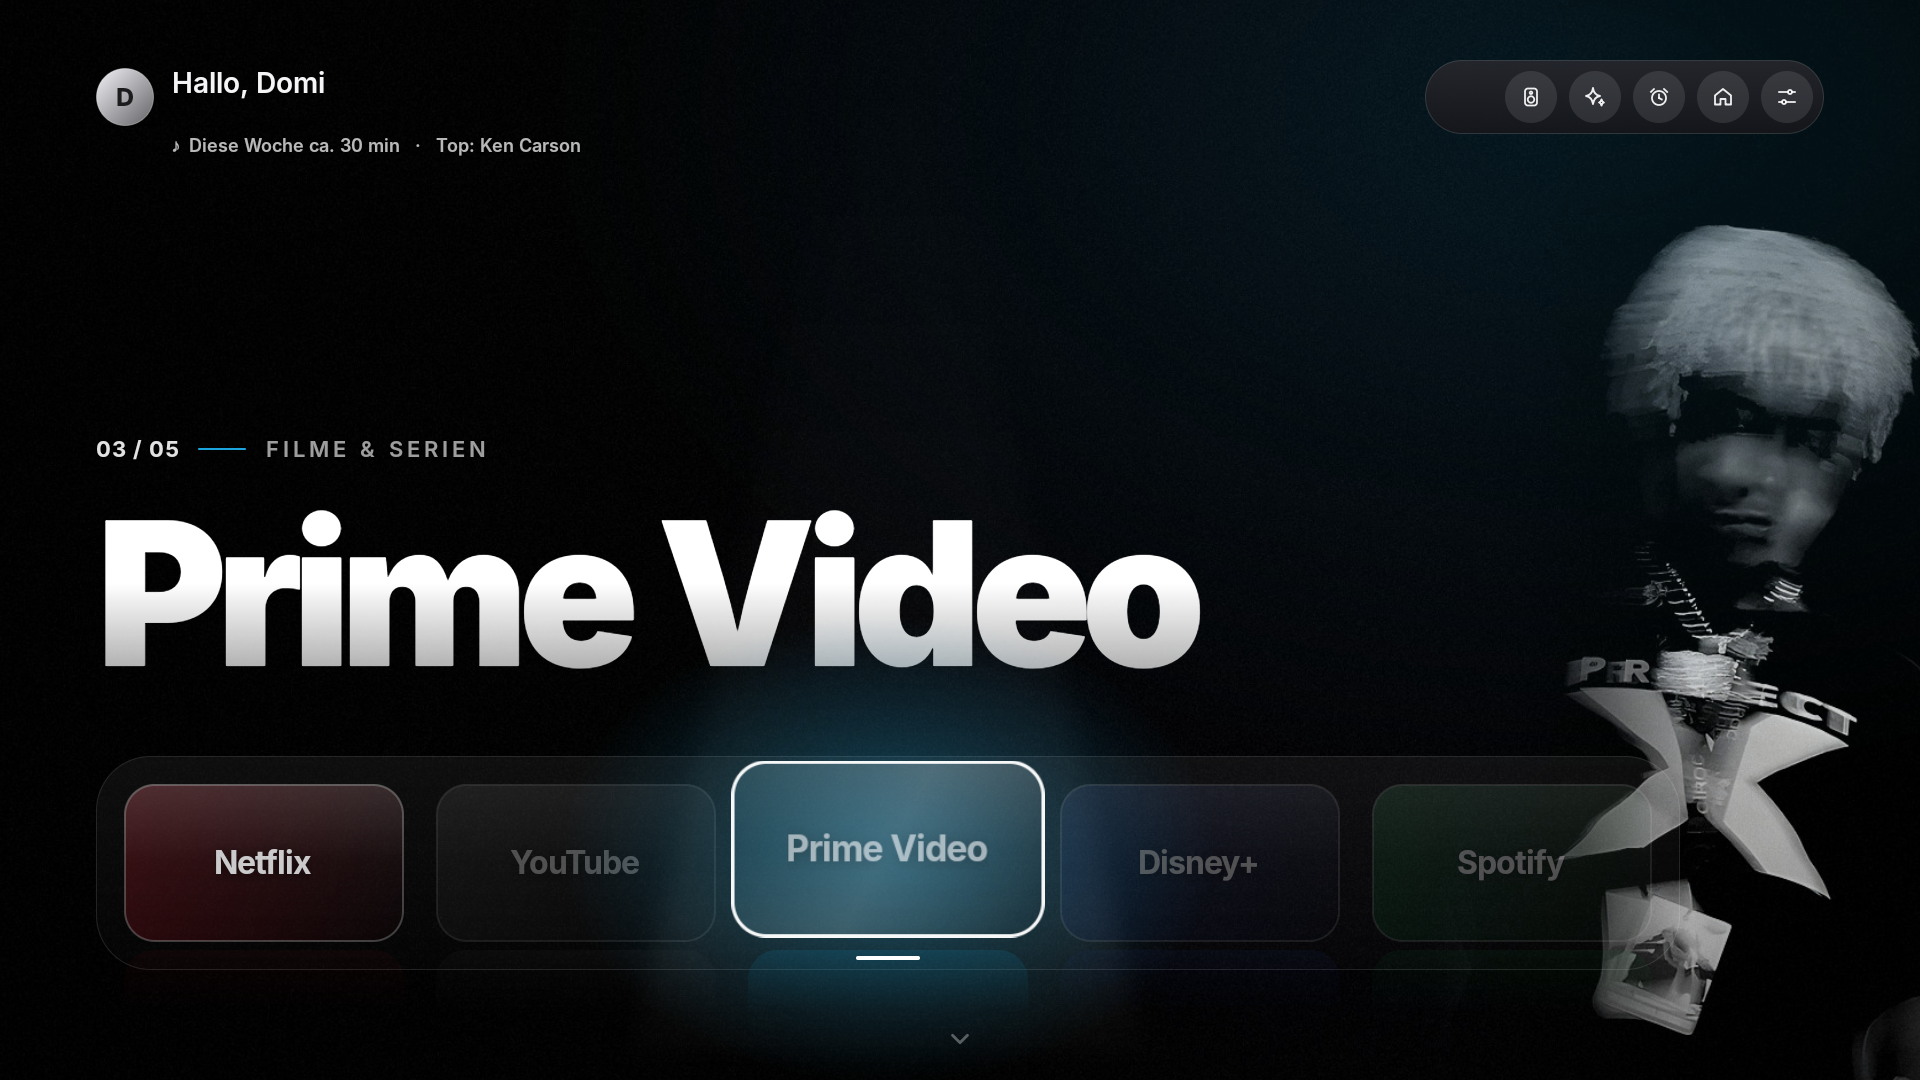 D
Hallo, Domi
♪ Diese Woche ca. 30 min · Top: Ken Carson
03 / 05 FILME & SERIEN
Prime Video
Netflix
YouTube
Prime Video
Disney+
Spotify